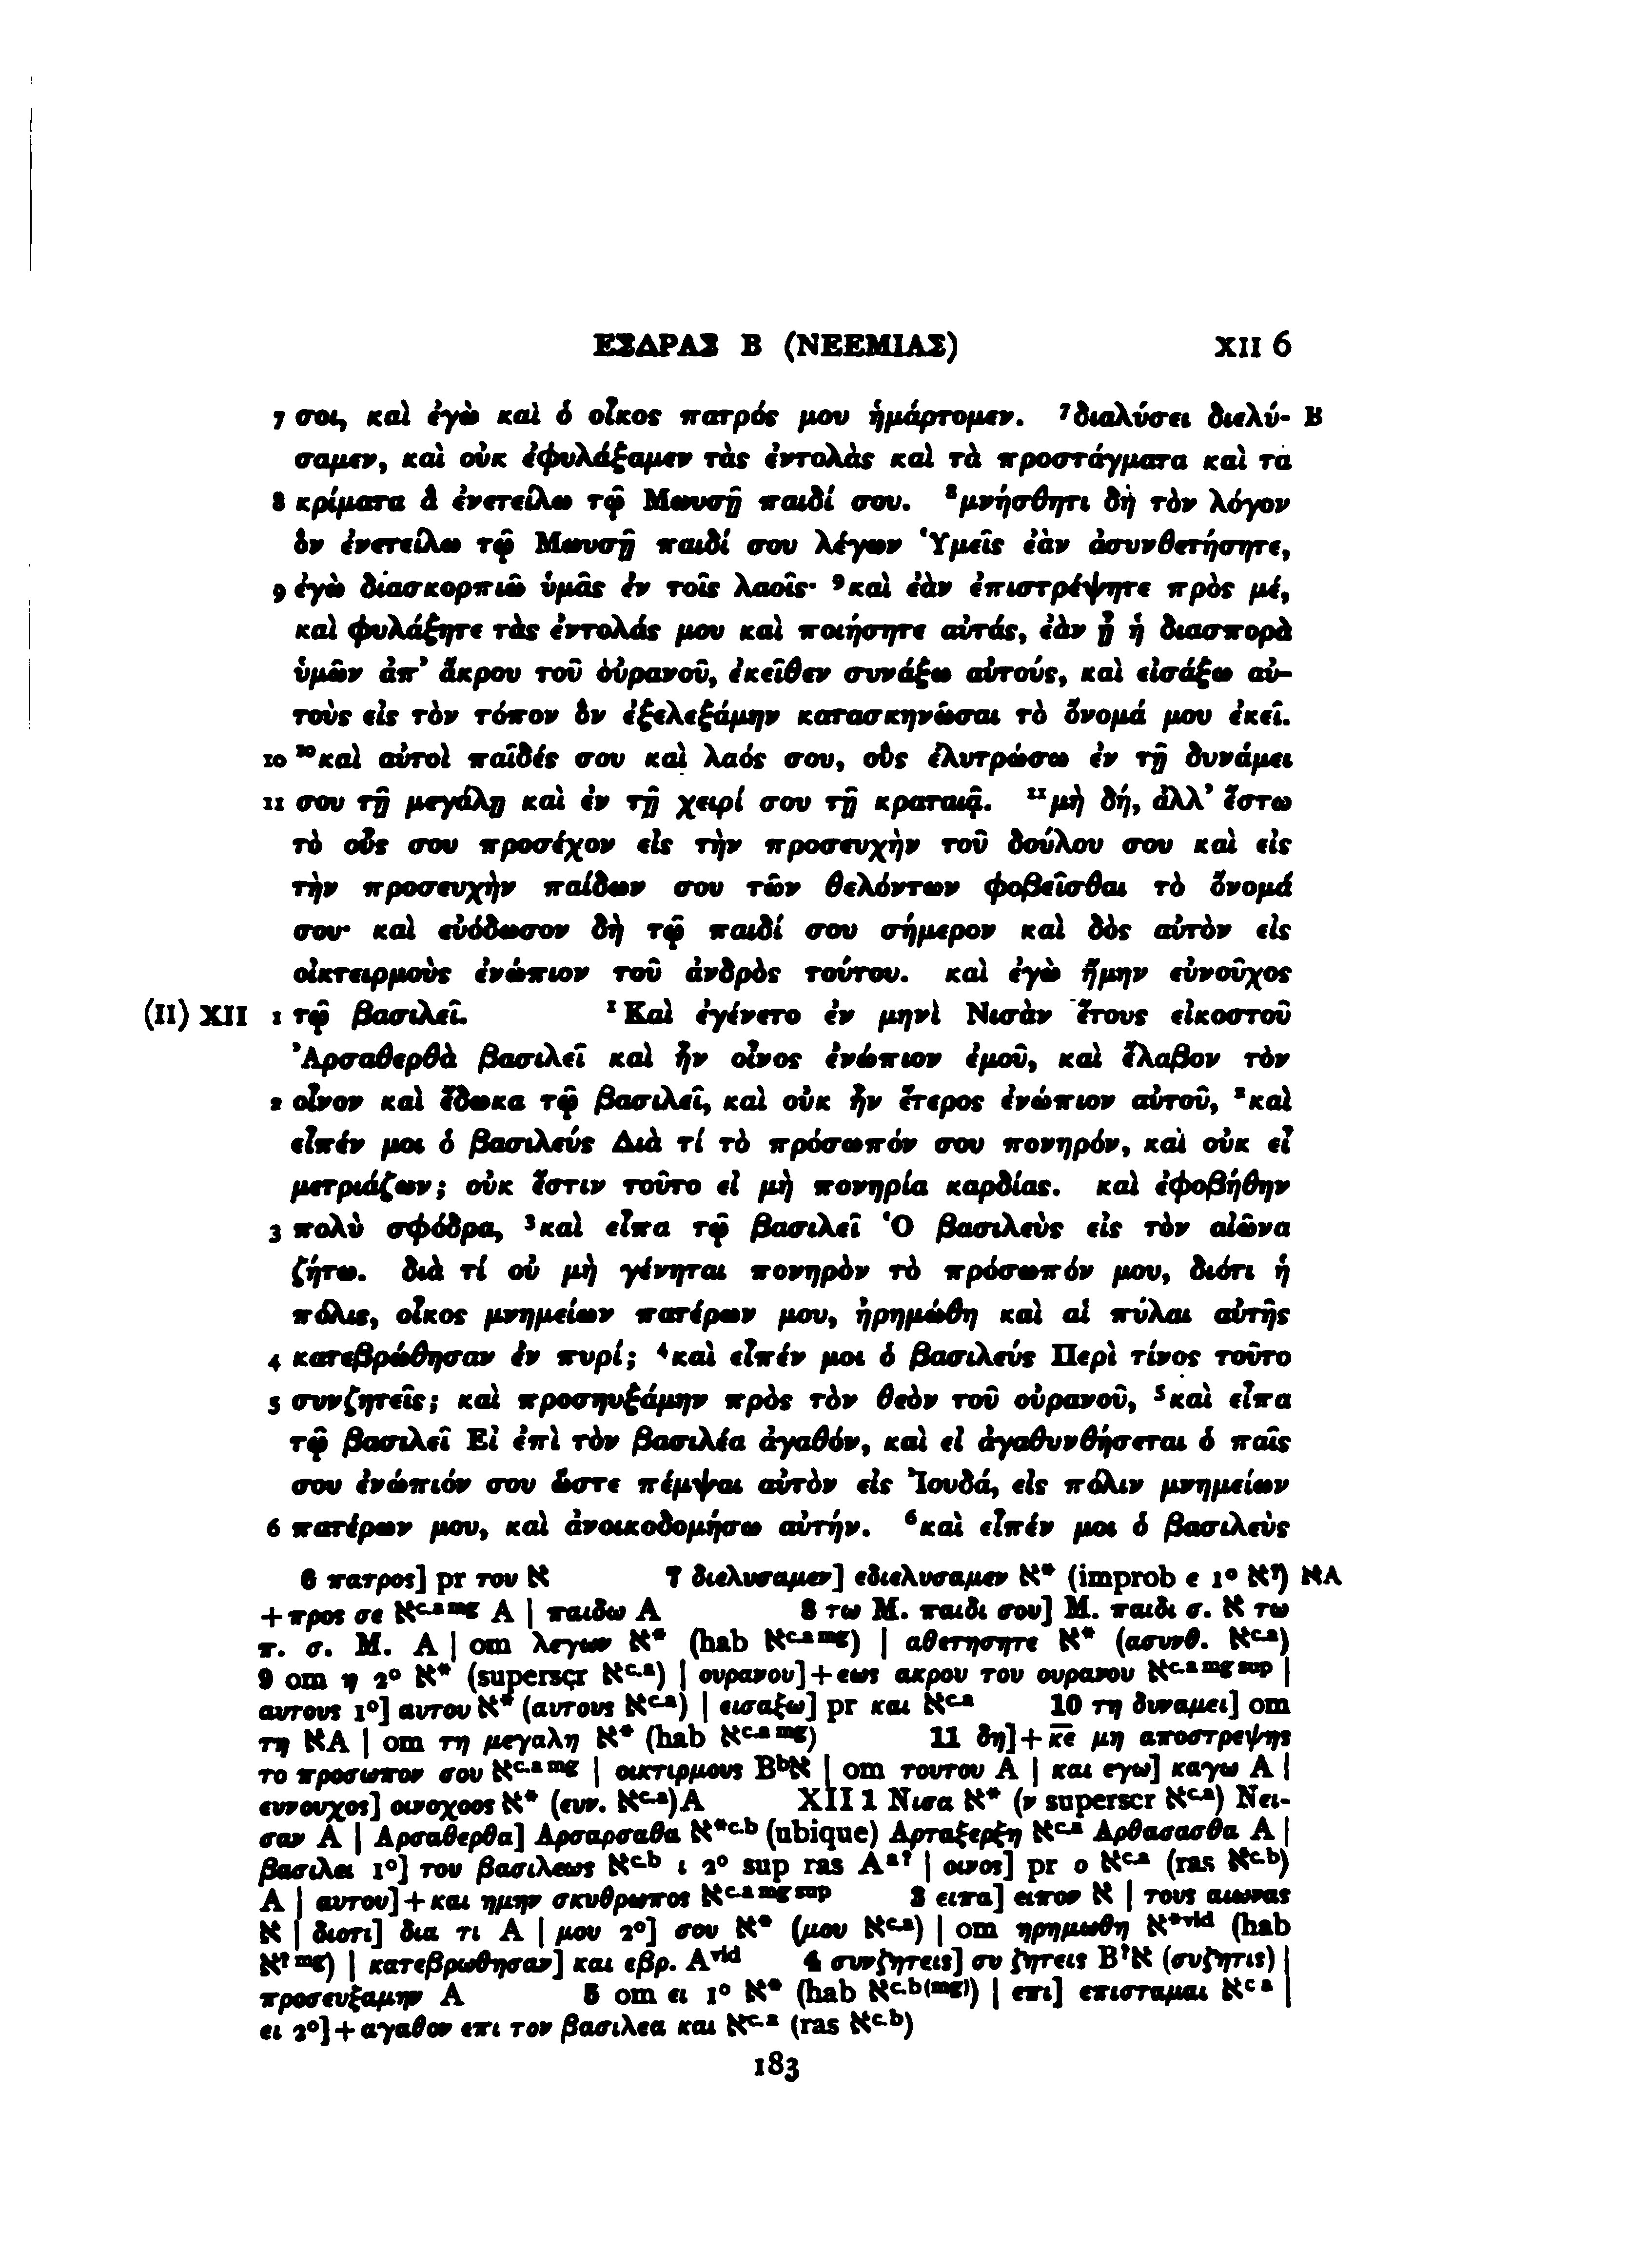 ΕΣΔΡΑΣ Β (ΝΕΕΜΙΑΣ) XII 6
7 σοι, καὶ ἐγὼ καὶ ὁ οἶκος πατρός μου ἡμάρτομεν. ⁷διαλύσει διελύ- B
σαμεν, καὶ οὐκ ἐφυλάξαμεν τὰς ἐντολὰς καὶ τὰ προστάγματα καὶ τὰ
8 κρίματα ἃ ἐνετείλω τῷ Μωυσῇ παιδί σου. ⁸μνήσθητι δὴ τὸν λόγον
ὃν ἐνετείλω τῷ Μωυσῇ παιδί σου λέγων Ὑμεῖς ἐὰν ἀσυνθετήσητε,
9 ἐγὼ διασκορπιῶ ὑμᾶς ἐν τοῖς λαοῖς· ⁹καὶ ἐὰν ἐπιστρέψητε πρὸς μέ,
καὶ φυλάξητε τὰς ἐντολάς μου καὶ ποιήσητε αὐτάς, ἐὰν ᾖ ἡ διασπορὰ
ὑμῶν ἀπ’ ἄκρου τοῦ οὐρανοῦ, ἐκεῖθεν συνάξω αὐτούς, καὶ εἰσάξω αὐ-
τοὺς εἰς τὸν τόπον ὃν ἐξελεξάμην κατασκηνῶσαι τὸ ὄνομά μου ἐκεῖ.
10 ¹⁰καὶ αὐτοὶ παῖδές σου καὶ λαός σου, οὓς ἐλυτρώσω ἐν τῇ δυνάμει
11 σου τῇ μεγάλῃ καὶ ἐν τῇ χειρί σου τῇ κραταιᾷ. ¹¹μὴ δή, ἀλλ’ ἔστω
τὸ οὖς σου προσέχον εἰς τὴν προσευχὴν τοῦ δούλου σου καὶ εἰς
τὴν προσευχὴν παίδων σου τῶν θελόντων φοβεῖσθαι τὸ ὄνομά
σου· καὶ εὐόδωσον δὴ τῷ παιδί σου σήμερον καὶ δὸς αὐτὸν εἰς
οἰκτειρμοὺς ἐνώπιον τοῦ ἀνδρὸς τούτου. καὶ ἐγὼ ἤμην εὐνοῦχος
(II) XII 1 τῷ βασιλεῖ. ¹Καὶ ἐγένετο ἐν μηνὶ Νισὰν ἔτους εἰκοστοῦ
Ἀρσαθερθὰ βασιλεῖ καὶ ἦν οἶνος ἐνώπιον ἐμοῦ, καὶ ἔλαβον τὸν
2 οἶνον καὶ ἔδωκα τῷ βασιλεῖ, καὶ οὐκ ἦν ἕτερος ἐνώπιον αὐτοῦ, ²καὶ
εἶπέν μοι ὁ βασιλεύς Διὰ τί τὸ πρόσωπόν σου πονηρόν, καὶ οὐκ εἶ
μετριάζων; οὐκ ἔστιν τοῦτο εἰ μὴ πονηρία καρδίας. καὶ ἐφοβήθην
3 πολὺ σφόδρα, ³καὶ εἶπα τῷ βασιλεῖ Ὁ βασιλεὺς εἰς τὸν αἰῶνα
ζήτω. διὰ τί οὐ μὴ γένηται πονηρὸν τὸ πρόσωπόν μου, διότι ἡ
πόλις, οἶκος μνημείων πατέρων μου, ἠρημώθη καὶ αἱ πύλαι αὐτῆς
4 κατεβρώθησαν ἐν πυρί; ⁴καὶ εἶπέν μοι ὁ βασιλεύς Περὶ τίνος τοῦτο
5 συνζητεῖς; καὶ προσηυξάμην πρὸς τὸν θεὸν τοῦ οὐρανοῦ, ⁵καὶ εἶπα
τῷ βασιλεῖ Εἰ ἐπὶ τὸν βασιλέα ἀγαθόν, καὶ εἰ ἀγαθυνθήσεται ὁ παῖς
σου ἐνώπιόν σου ὥστε πέμψαι αὐτὸν εἰς Ἰουδά, εἰς πόλιν μνημείων
6 πατέρων μου, καὶ ἀνοικοδομήσω αὐτήν. ⁶καὶ εἶπέν μοι ὁ βασιλεὺς
6 πατρος] pr του א 7 διελυσαμεν] εδιελυσαμεν א* (improb ε 1° א?) אA
+προς σε א^c.a mg A | παιδω A 8 τω Μ. παιδι σου] Μ. παιδι σ. א τω
π. σ. Μ. A | om λεγων א* (hab א^c.a mg) | αθετησητε א* (ασυνθ. א^c.a)
9 om η 2° א* (superscr א^c.a) | ουρανου]+εως ακρου του ουρανου א^c.a mg sup |
αυτους 1°] αυτου א* (αυτους א^c.a) | εισαξω] pr και א^c.a 10 τη δυναμει] om
τη אA | om τη μεγαλη א* (hab א^c.a mg) 11 δη]+κ̅ε̅ μη αποστρεψης
το προσωπον σου א^c.a mg | οικτιρμους B^bא | om τουτου A | και εγω] καγω A |
ευνουχος] οινοχοος א* (ευν. א^c.a) A XII 1 Νισα א* (ν superscr א^c.a) Νει-
σαν A | Αρσαθερθα] Αρσαρσαθα א*^c.b (ubique) Αρταξερξη א^c.a Αρθασασθα A |
βασιλει 1°] του βασιλεως א^c.b ι 2° sup ras A^a? | οινος] pr ο א^c.a (ras א^c.b)
A | αυτου]+και ημην σκυθρωπος א^c.a mg sup 3 ειπα] ειπον א | τους αιωνας
א | διοτι] δια τι A | μου 2°] σου א* (μου א^c.a) | om ηρημωθη א*^vid (hab
א^? mg) | κατεβρωθησαν] και εβρ. A^vid 4 συνζητεις] συ ζητεις B^?א (συζητις) |
προσευξαμην A 5 om ει 1° א* (hab א^c.b(mg)) | επι] επισταμαι א^c.a |
ει 2°]+αγαθον επι τον βασιλεα και א^c.a (ras א^c.b)
183